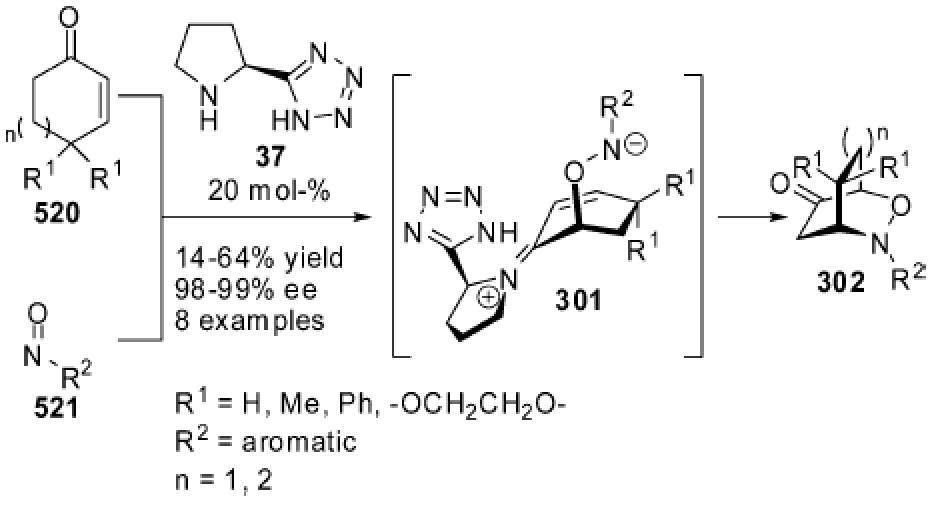 O
n( )
R¹ R¹
520
N H
N N N HN
37
20 mol-%
14-64% yield
98-99% ee
8 examples
O
N
R²
521
R² N ⊖ O
R¹
R¹
N=N N NH
N ⊕
301
( )n
R¹ R¹
O
O
N
R²
302
R¹ = H, Me, Ph, -OCH₂CH₂O-
R² = aromatic
n = 1, 2